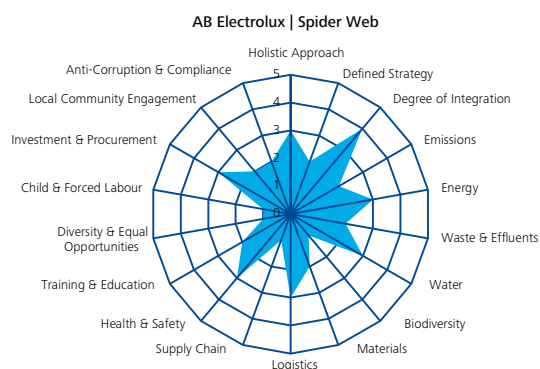 AB Electrolux | Spider Web
Holistic Approach
Anti-Corruption & Compliance
Defined Strategy
Local Community Engagement
Degree of Integration
Investment & Procurement
Emissions
Child & Forced Labour
Energy
Diversity & Equal
Opportunities
Waste & Effluents
Training & Education
Water
Health & Safety
Biodiversity
Supply Chain
Materials
Logistics
5
4
3
2
1
0